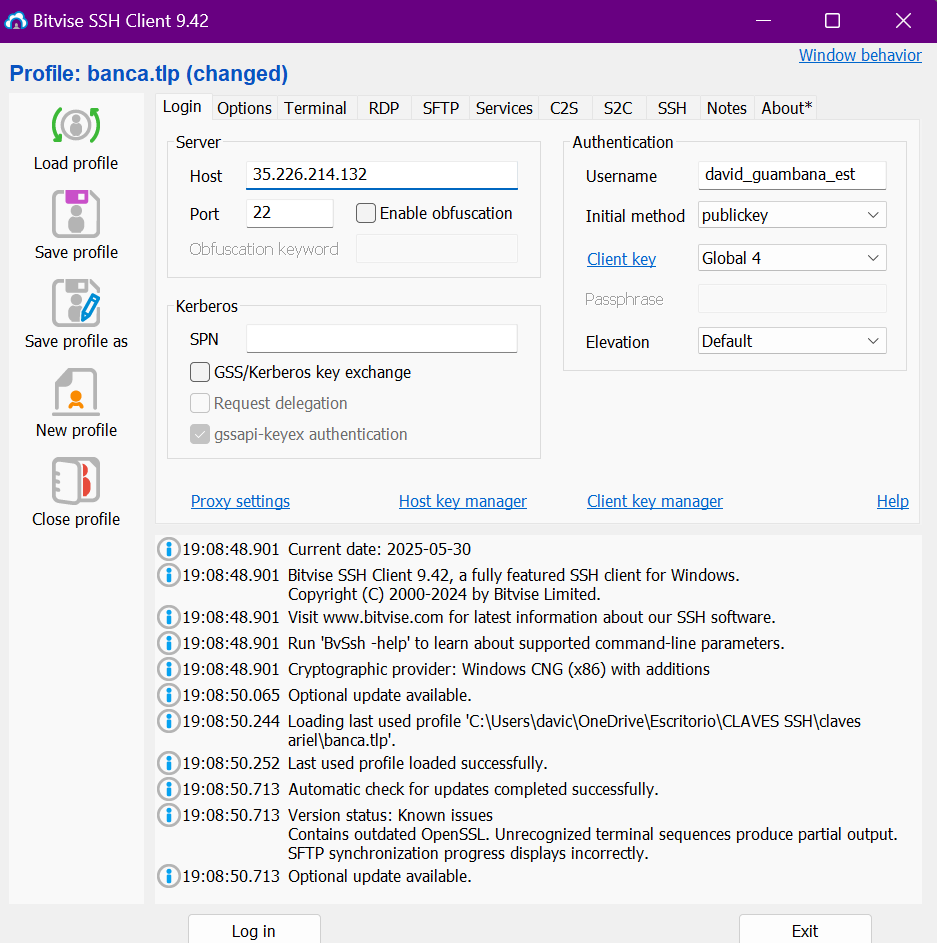 Bitvise SSH Client 9.42
Window behavior
Profile: banca.tlp (changed)
Load profile
Save profile
Save profile as
New profile
Close profile
Login Options Terminal RDP SFTP Services C2S S2C SSH Notes About*
Server
Host 35.226.214.132
Port 22 Enable obfuscation
Obfuscation keyword
Kerberos
SPN
GSS/Kerberos key exchange
Request delegation
gssapi-keyex authentication
Authentication
Username david_guambana_est
Initial method publickey
Client key Global 4
Passphrase
Elevation Default
Proxy settings Host key manager Client key manager Help
19:08:48.901 Current date: 2025-05-30
19:08:48.901 Bitvise SSH Client 9.42, a fully featured SSH client for Windows.
Copyright (C) 2000-2024 by Bitvise Limited.
19:08:48.901 Visit www.bitvise.com for latest information about our SSH software.
19:08:48.901 Run 'BvSsh -help' to learn about supported command-line parameters.
19:08:48.901 Cryptographic provider: Windows CNG (x86) with additions
19:08:50.065 Optional update available.
19:08:50.244 Loading last used profile 'C:\Users\davic\OneDrive\Escritorio\CLAVES SSH\claves
ariel\banca.tlp'.
19:08:50.252 Last used profile loaded successfully.
19:08:50.713 Automatic check for updates completed successfully.
19:08:50.713 Version status: Known issues
Contains outdated OpenSSL. Unrecognized terminal sequences produce partial output.
SFTP synchronization progress displays incorrectly.
19:08:50.713 Optional update available.
Log in Exit